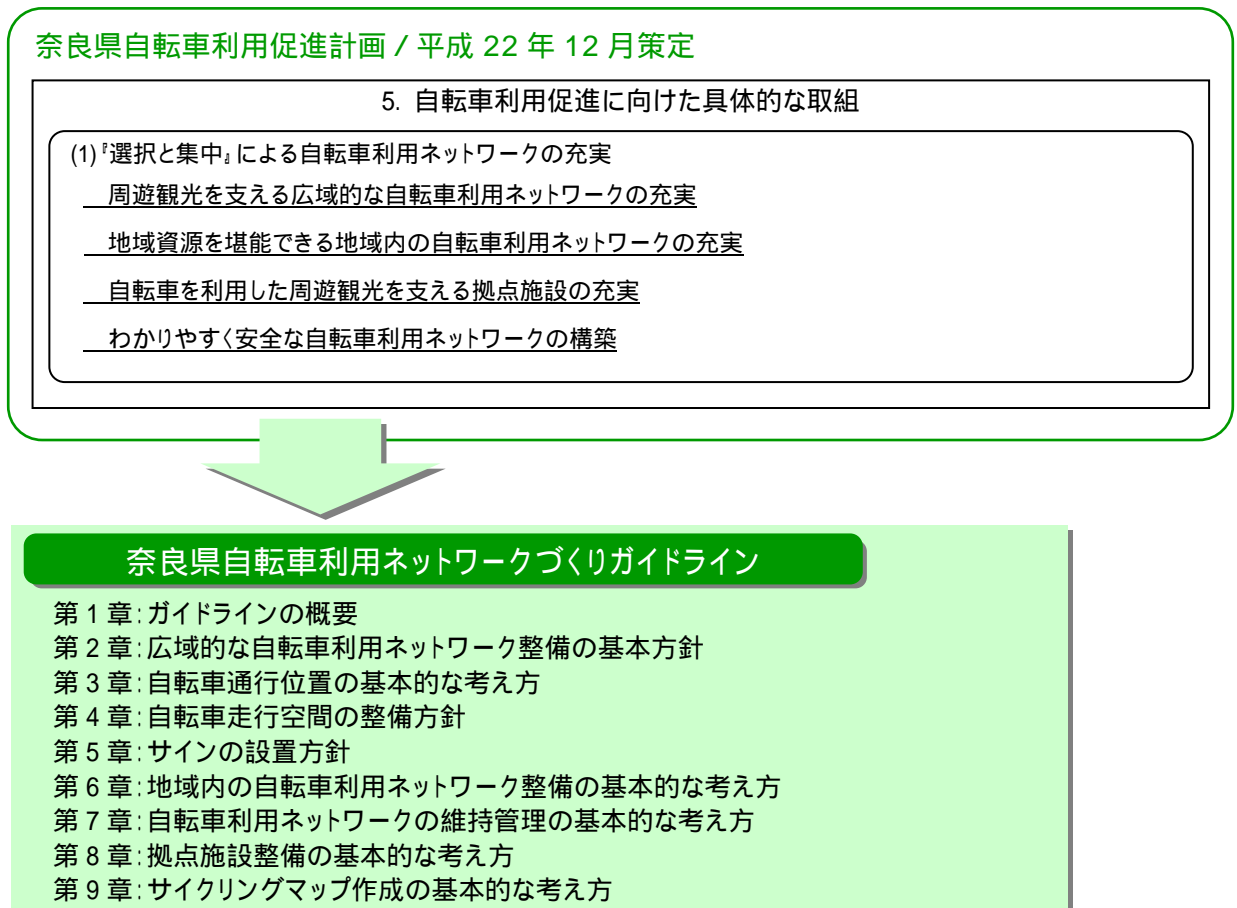 奈良県自転車利用促進計画 / 平成 22 年 12 月策定
5. 自転車利用促進に向けた具体的な取組
(1)『選択と集中』による自転車利用ネットワークの充実
周遊観光を支える広域的な自転車利用ネットワークの充実
地域資源を堪能できる地域内の自転車利用ネットワークの充実
自転車を利用した周遊観光を支える拠点施設の充実
わかりやすく安全な自転車利用ネットワークの構築
奈良県自転車利用ネットワークづくりガイドライン
第 1 章:ガイドラインの概要
第 2 章:広域的な自転車利用ネットワーク整備の基本方針
第 3 章:自転車通行位置の基本的な考え方
第 4 章:自転車走行空間の整備方針
第 5 章:サインの設置方針
第 6 章:地域内の自転車利用ネットワーク整備の基本的な考え方
第 7 章:自転車利用ネットワークの維持管理の基本的な考え方
第 8 章:拠点施設整備の基本的な考え方
第 9 章:サイクリングマップ作成の基本的な考え方